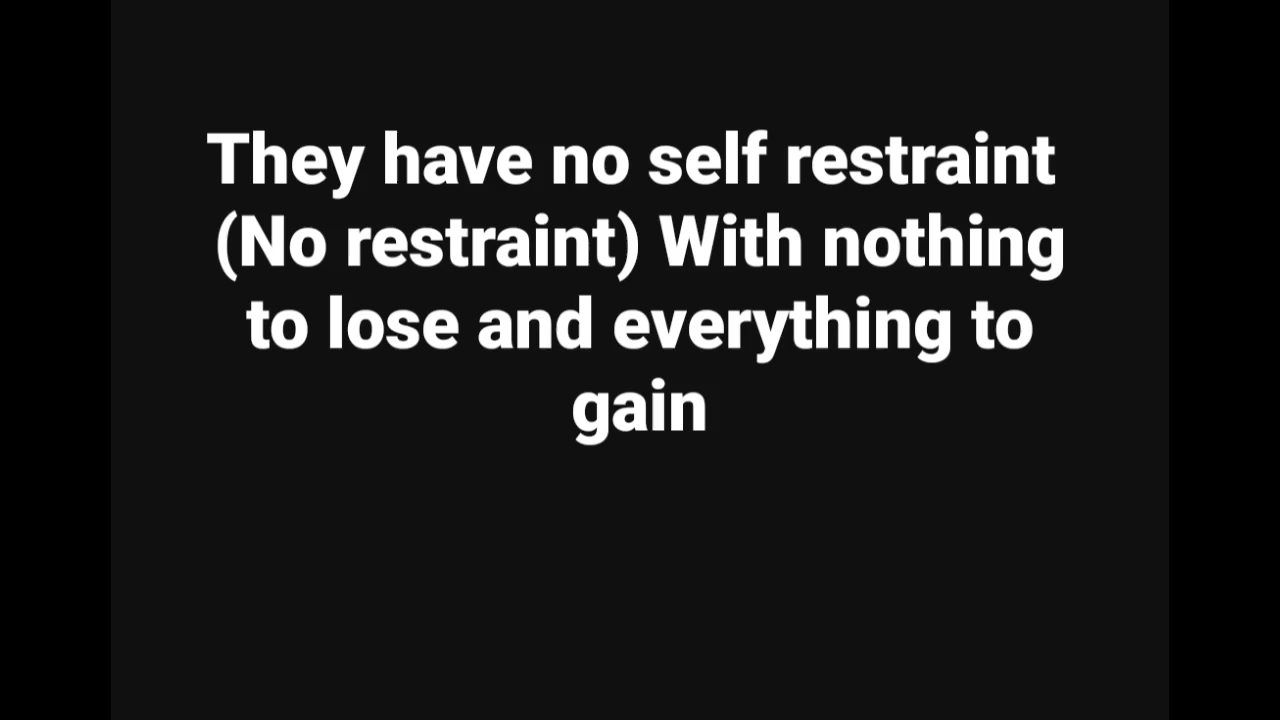 They have no self restraint
(No restraint) With nothing
to lose and everything to
gain